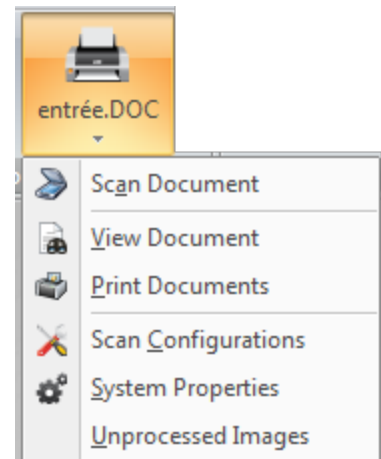 entrée.DOC
Scan Document
View Document
Print Documents
Scan Configurations
System Properties
Unprocessed Images